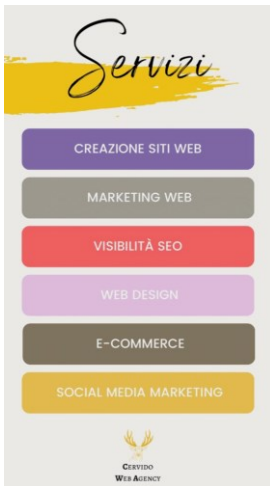 Servizi
CREAZIONE SITI WEB
MARKETING WEB
VISIBILITÀ SEO
WEB DESIGN
E-COMMERCE
SOCIAL MEDIA MARKETING
CERVIDO
WEB AGENCY